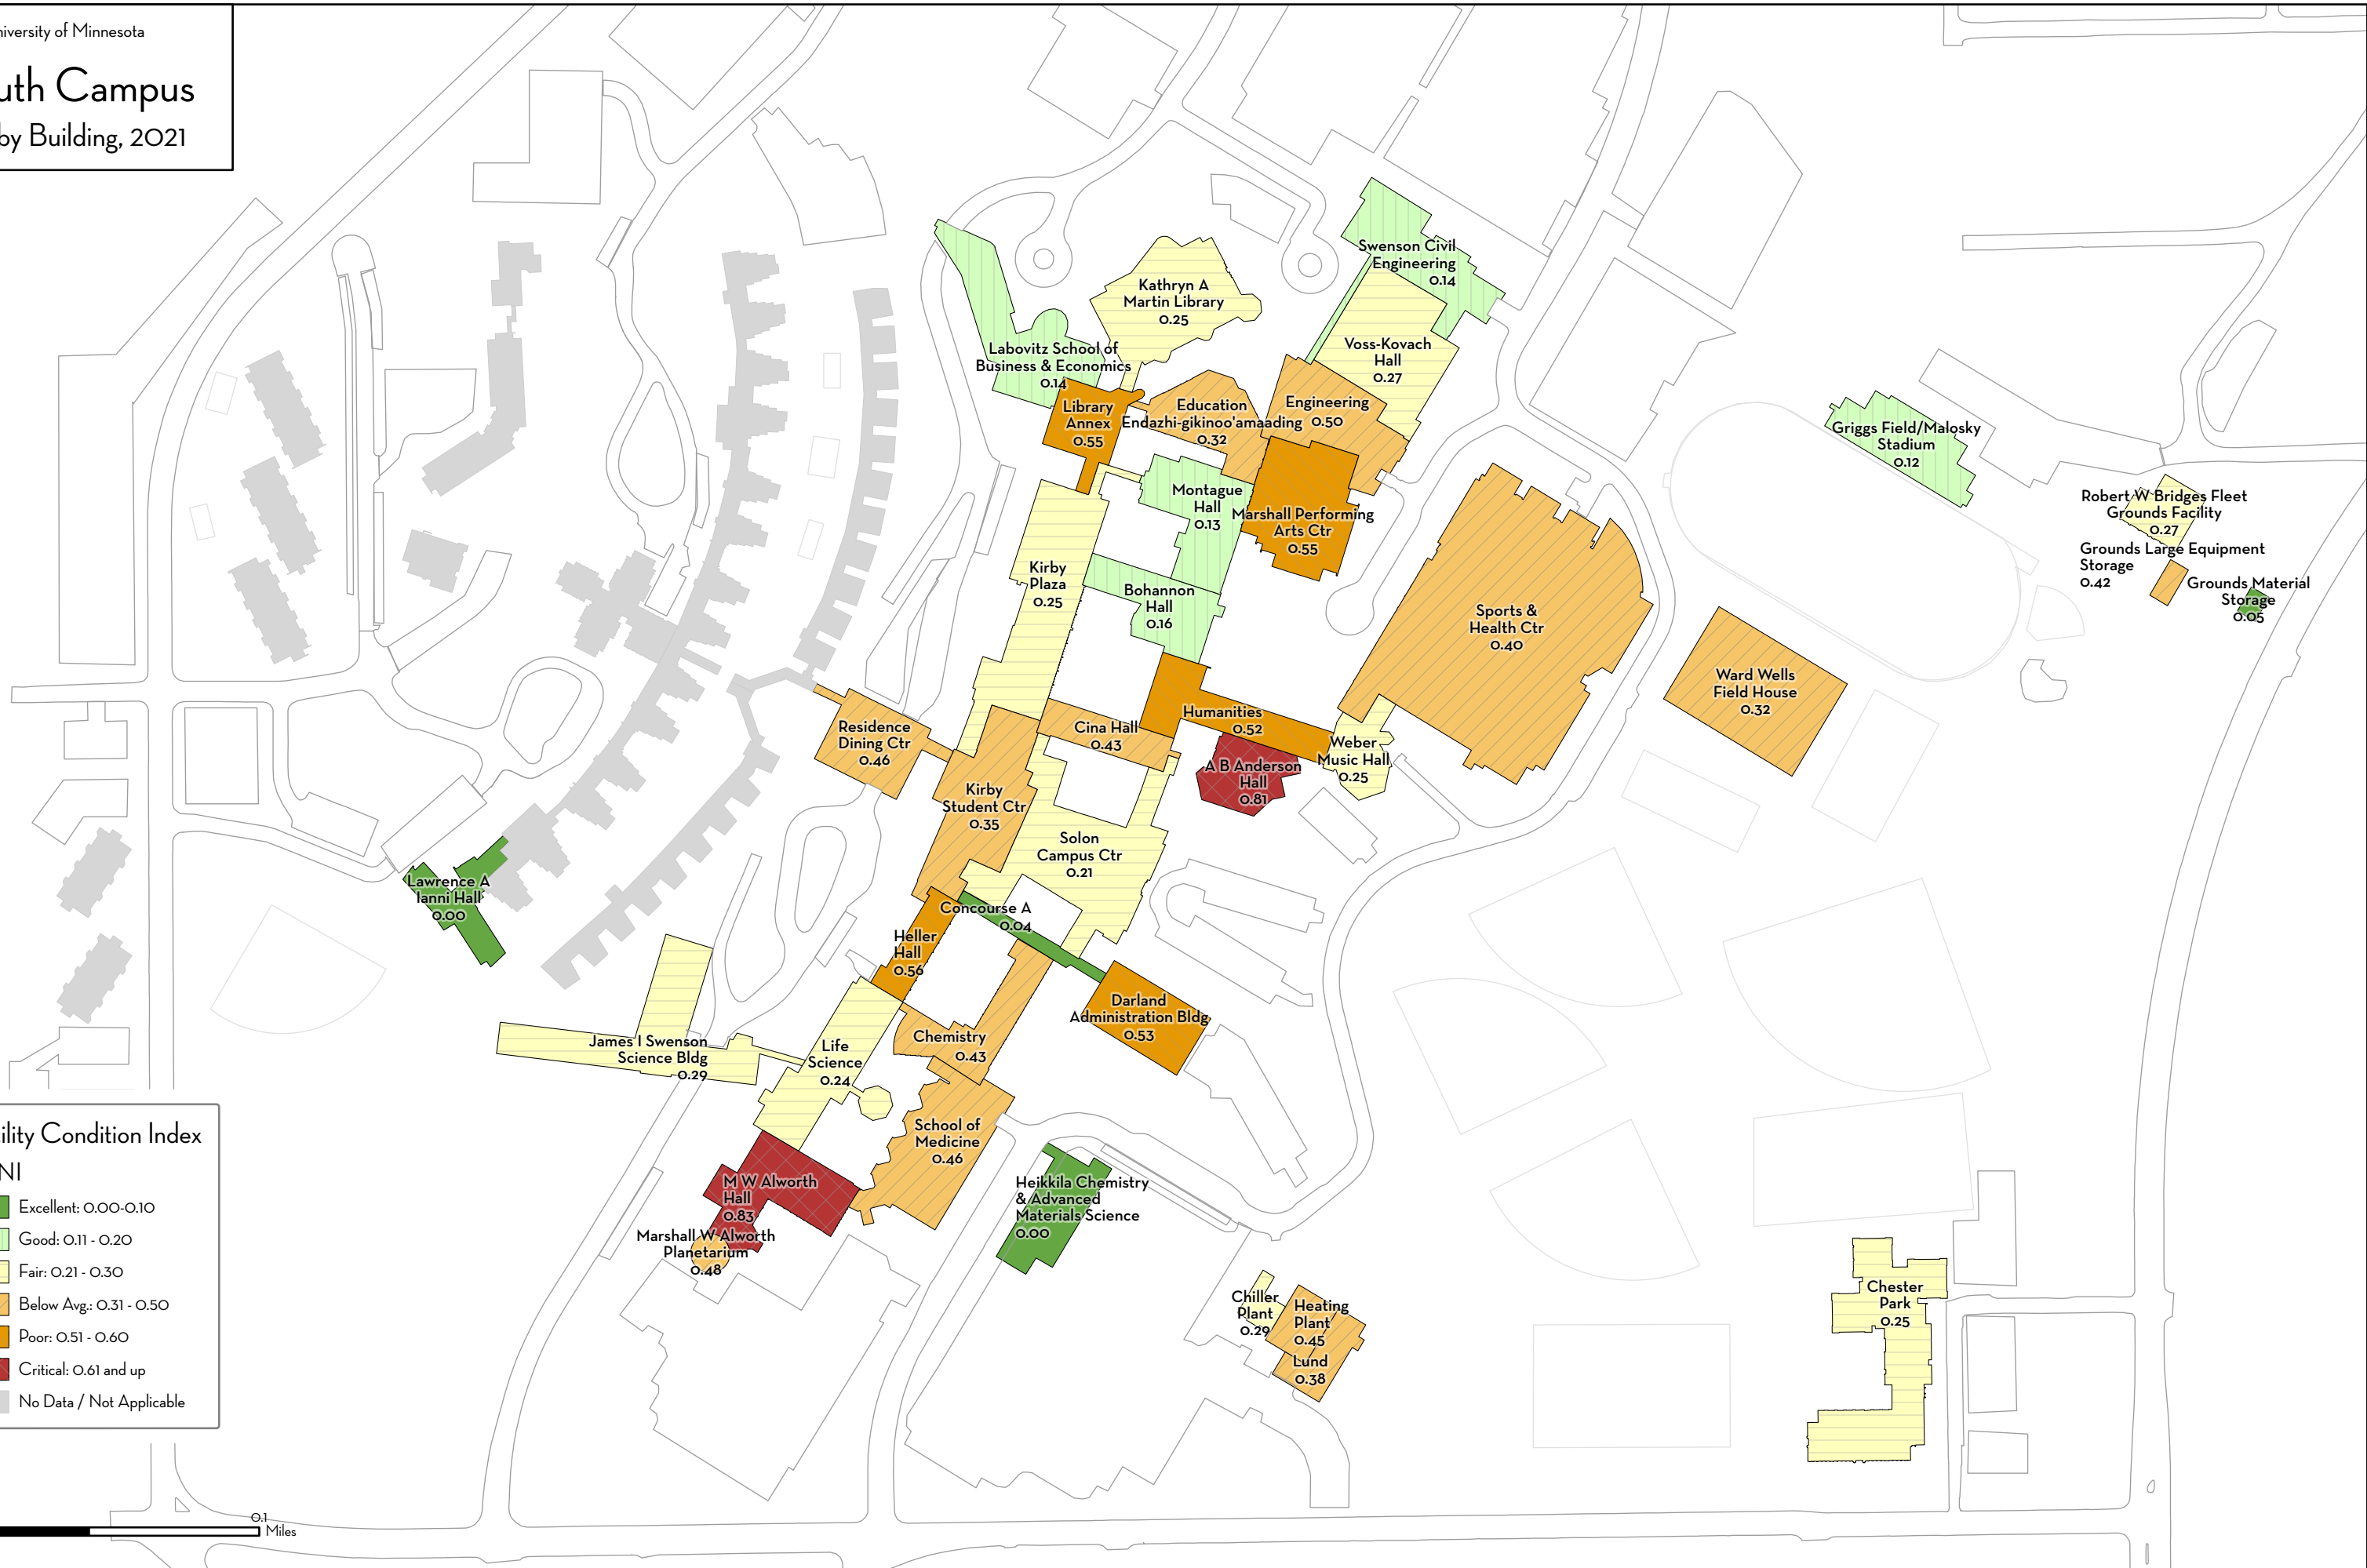 niversity of Minnesota
uth Campus
by Building, 2021
Swenson Civil
Engineering
0.14
Kathryn A
Martin Library
0.25
Voss-Kovach
Hall
0.27
Labovitz School of
Business & Economics
0.14
Library
Annex
0.55
Education
Endazhi-gikinoo'amaading
0.32
Engineering
0.50
Griggs Field/Malosky
Stadium
0.12
Montague
Hall
0.13
Marshall Performing
Arts Ctr
0.55
Robert W Bridges Fleet
Grounds Facility
0.27
Grounds Large Equipment
Storage
0.42
Grounds Material
Storage
0.05
Kirby
Plaza
0.25
Bohannon
Hall
0.16
Sports &
Health Ctr
0.40
Ward Wells
Field House
0.32
Residence
Dining Ctr
0.46
Cina Hall
0.43
Humanities
0.52
Weber
Music Hall
0.25
A B Anderson
Hall
0.81
Kirby
Student Ctr
0.35
Solon
Campus Ctr
0.21
Lawrence A
Ianni Hall
0.00
Concourse A
0.04
Heller
Hall
0.56
Darland
Administration Bldg
0.53
James I Swenson
Science Bldg
0.29
Life
Science
0.24
Chemistry
0.43
School of
Medicine
0.46
M W Alworth
Hall
0.83
Marshall W Alworth
Planetarium
0.48
Heikkila Chemistry
& Advanced
Materials Science
0.00
Chiller
Plant
0.29
Heating
Plant
0.45
Lund
0.38
Chester
Park
0.25
ility Condition Index
NI
Excellent: 0.00-0.10
Good: 0.11 - 0.20
Fair: 0.21 - 0.30
Below Avg.: 0.31 - 0.50
Poor: 0.51 - 0.60
Critical: 0.61 and up
No Data / Not Applicable
0.1
Miles